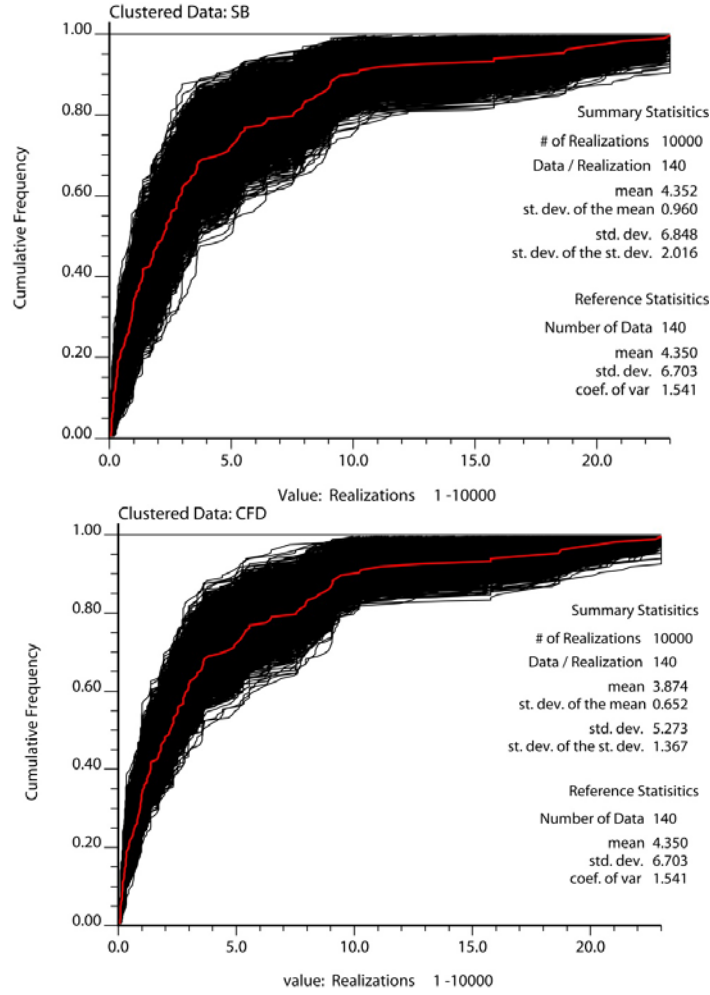 Clustered Data: SB
1.00
0.80
0.60
0.40
0.20
0.00
Cumulative Frequency
0.0 5.0 10.0 15.0 20.0
Value: Realizations 1 -10000
Summary Statisitics
# of Realizations 10000
Data / Realization 140
mean 4.352
st. dev. of the mean 0.960
std. dev. 6.848
st. dev. of the st. dev. 2.016
Reference Statistics
Number of Data 140
mean 4.350
std. dev. 6.703
coef. of var 1.541
Clustered Data: CFD
1.00
0.80
0.60
0.40
0.20
0.00
Cumulative Frequency
0.0 5.0 10.0 15.0 20.0
value: Realizations 1 -10000
Summary Statisitics
# of Realizations 10000
Data / Realization 140
mean 3.874
st. dev. of the mean 0.652
std. dev. 5.273
st. dev. of the st. dev. 1.367
Reference Statistics
Number of Data 140
mean 4.350
std. dev. 6.703
coef. of var 1.541